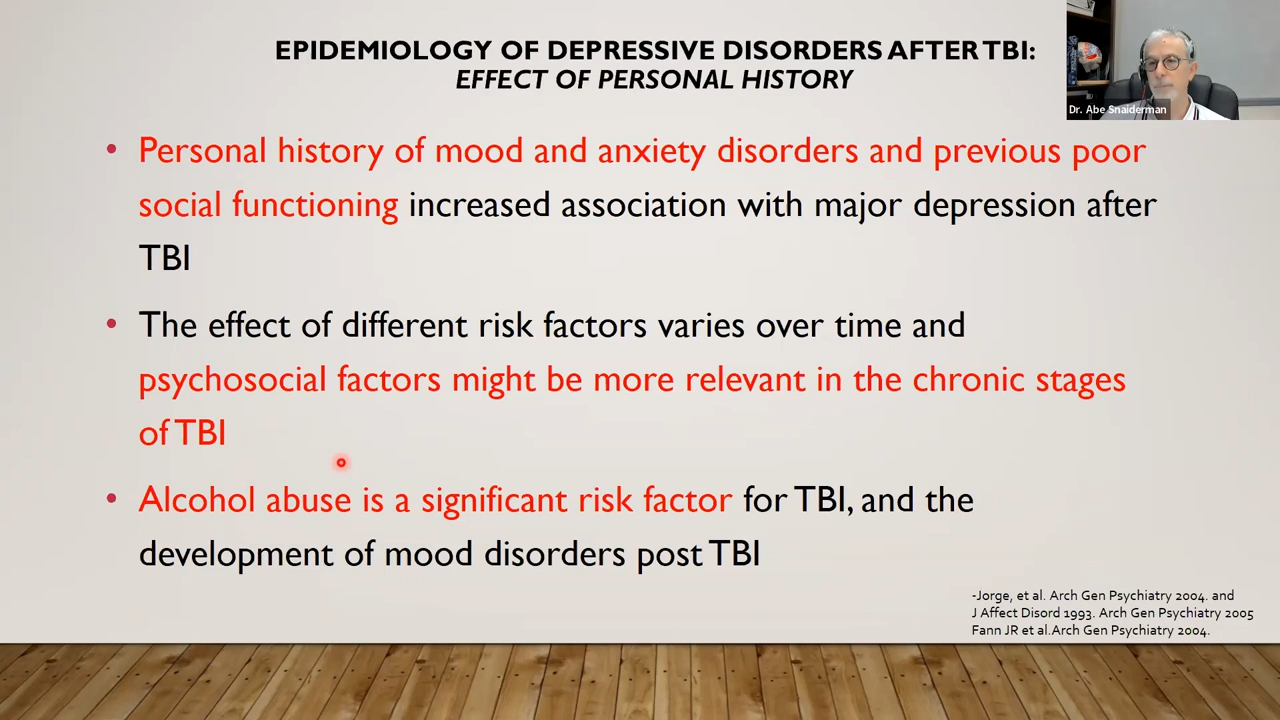 EPIDEMIOLOGY OF DEPRESSIVE DISORDERS AFTER TBI:
EFFECT OF PERSONAL HISTORY
Dr. Abe Snaiderman
• Personal history of mood and anxiety disorders and previous poor
social functioning increased association with major depression after
TBI
• The effect of different risk factors varies over time and
psychosocial factors might be more relevant in the chronic stages
of TBI
• Alcohol abuse is a significant risk factor for TBI, and the
development of mood disorders post TBI
-Jorge, et al. Arch Gen Psychiatry 2004. and
J Affect Disord 1993. Arch Gen Psychiatry 2005
Fann JR et al.Arch Gen Psychiatry 2004.